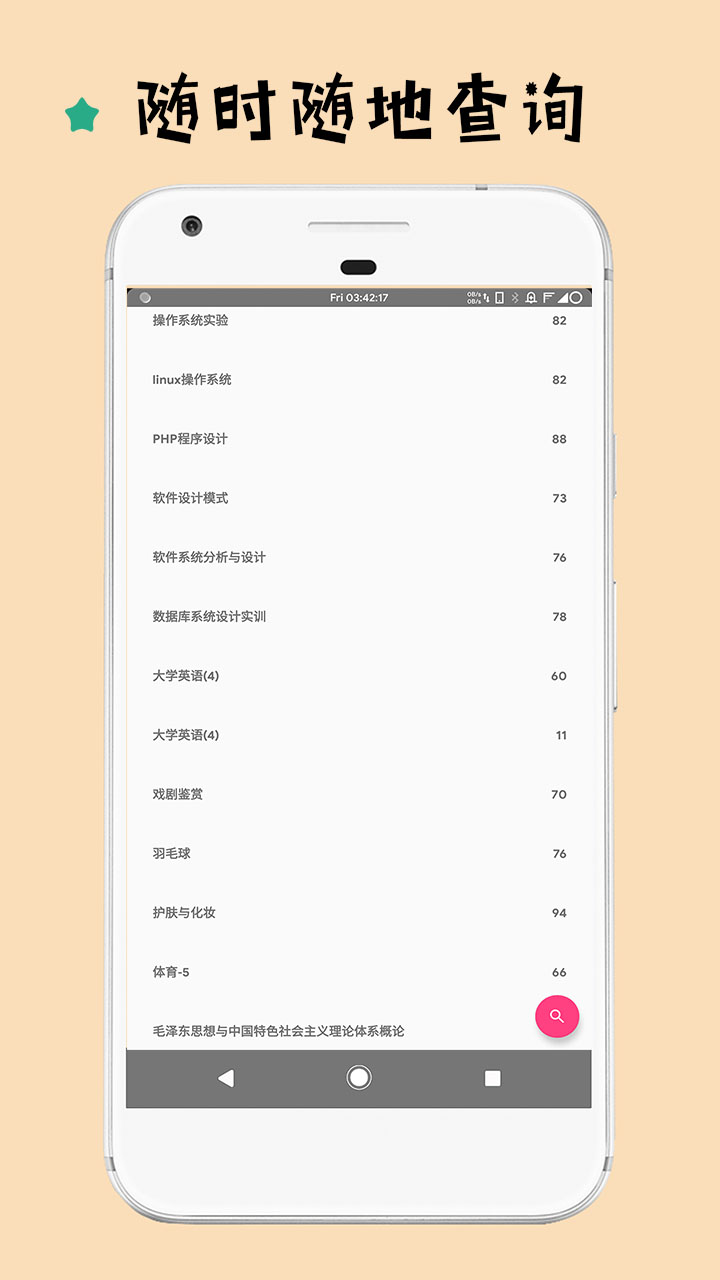 随时随地查询
Fri 03:42:17
0B/s
0B/s
操作系统实验 82
linux操作系统 82
PHP程序设计 88
软件设计模式 73
软件系统分析与设计 76
数据库系统设计实训 78
大学英语(4) 60
大学英语(4) 11
戏剧鉴赏 70
羽毛球 76
护肤与化妆 94
体育-5 66
毛泽东思想与中国特色社会主义理论体系概论